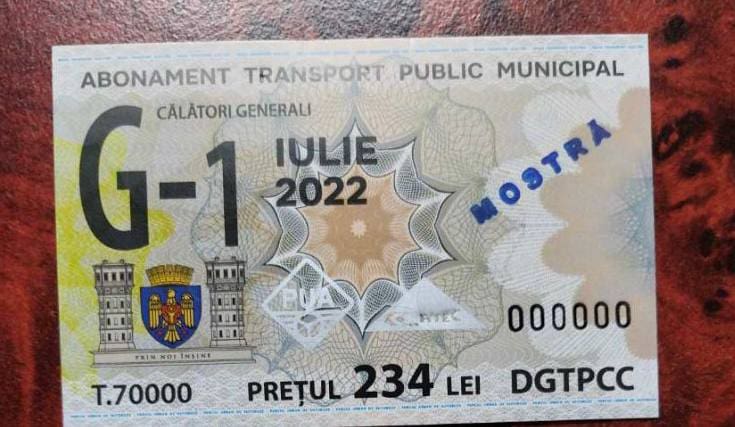 ABONAMENT TRANSPORT PUBLIC MUNICIPAL
CĂLĂTORI GENERALI
G-1
IULIE
2022
MOSTRĂ
PUA
000000
PRIN NOI ÎNȘINE
T.70000
PREȚUL 234 LEI
DGTPCC